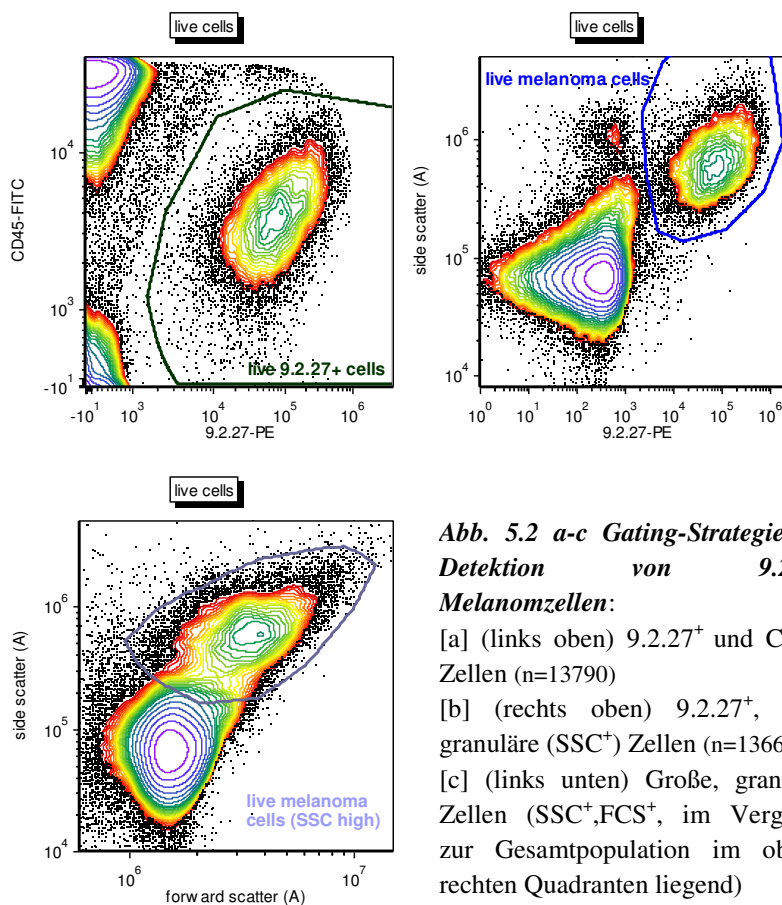 live cells
CD45-FITC
10^4
10^3
-10^1
live 9.2.27+ cells
-10^1 10^3 10^4 10^5 10^6
9.2.27-PE
live cells
live melanoma cells
side scatter (A)
10^6
10^5
10^4
10^0 10^1 10^2 10^3 10^4 10^5 10^6
9.2.27-PE
live cells
side scatter (A)
10^6
10^5
10^4
live melanoma
cells (SSC high)
10^6 10^7
forward scatter (A)
Abb. 5.2 a-c Gating-Strategie
Detektion von 9.
Melanomzellen:
[a] (links oben) 9.2.27+ und C
Zellen (n=13790)
[b] (rechts oben) 9.2.27+,
granuläre (SSC+) Zellen (n=1366
[c] (links unten) Große, gran
Zellen (SSC+,FCS+, im Verg
zur Gesamtpopulation im ob
rechten Quadranten liegend)